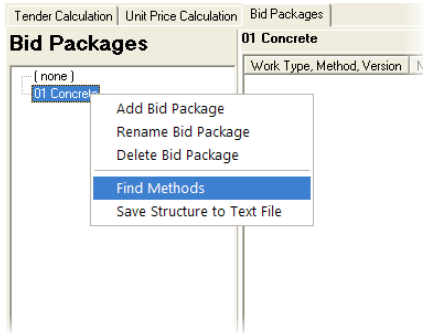 Tender Calculation Unit Price Calculation Bid Packages
Bid Packages
01 Concrete
Work Type, Method, Version
( none )
01 Concrete
Add Bid Package
Rename Bid Package
Delete Bid Package
Find Methods
Save Structure to Text File